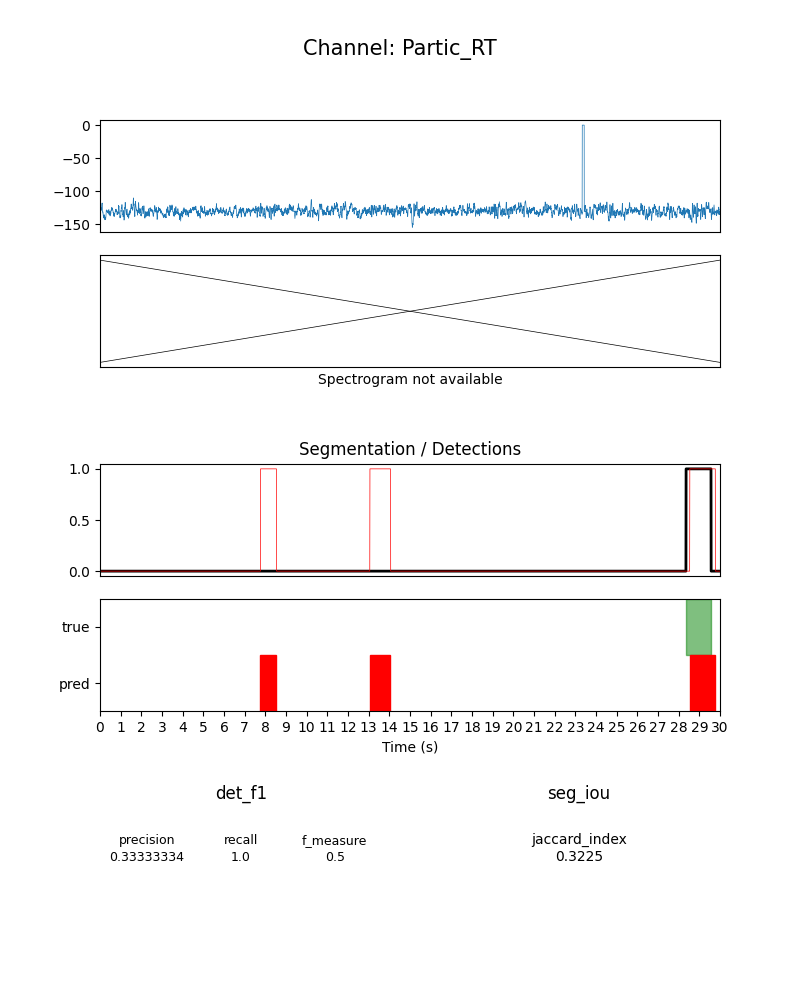 Channel: Partic_RT
0
−50
−100
−150
Spectrogram not available
Segmentation / Detections
1.0
0.5
0.0
true
pred
0 1 2 3 4 5 6 7 8 9 10 11 12 13 14 15 16 17 18 19 20 21 22 23 24 25 26 27 28 29 30
Time (s)
det_f1 seg_iou
precision recall f_measure jaccard_index
0.33333334 1.0 0.5 0.3225